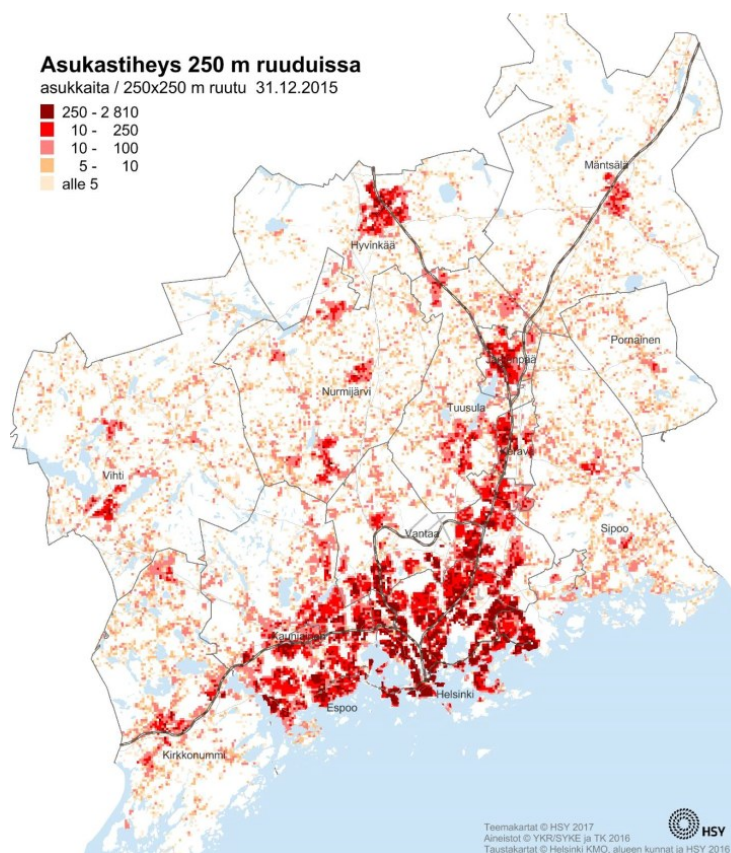 Asukastiheys 250 m ruuduissa
asukkaita / 250x250 m ruutu 31.12.2015
250 - 2 810
10 - 250
10 - 100
5 - 10
alle 5
Mäntsälä
Hyvinkää
Pornainen
Nurmijärvi
Tuusula
Vihti
Vantaa
Sipoo
Kauniainen
Helsinki
Espoo
Kirkkonummi
Teemakartat © HSY 2017
Aineistot © YKR/SYKE ja TK 2016
Taustakartat © Helsinki KMO, alueen kunnat ja HSY 2016
HSY